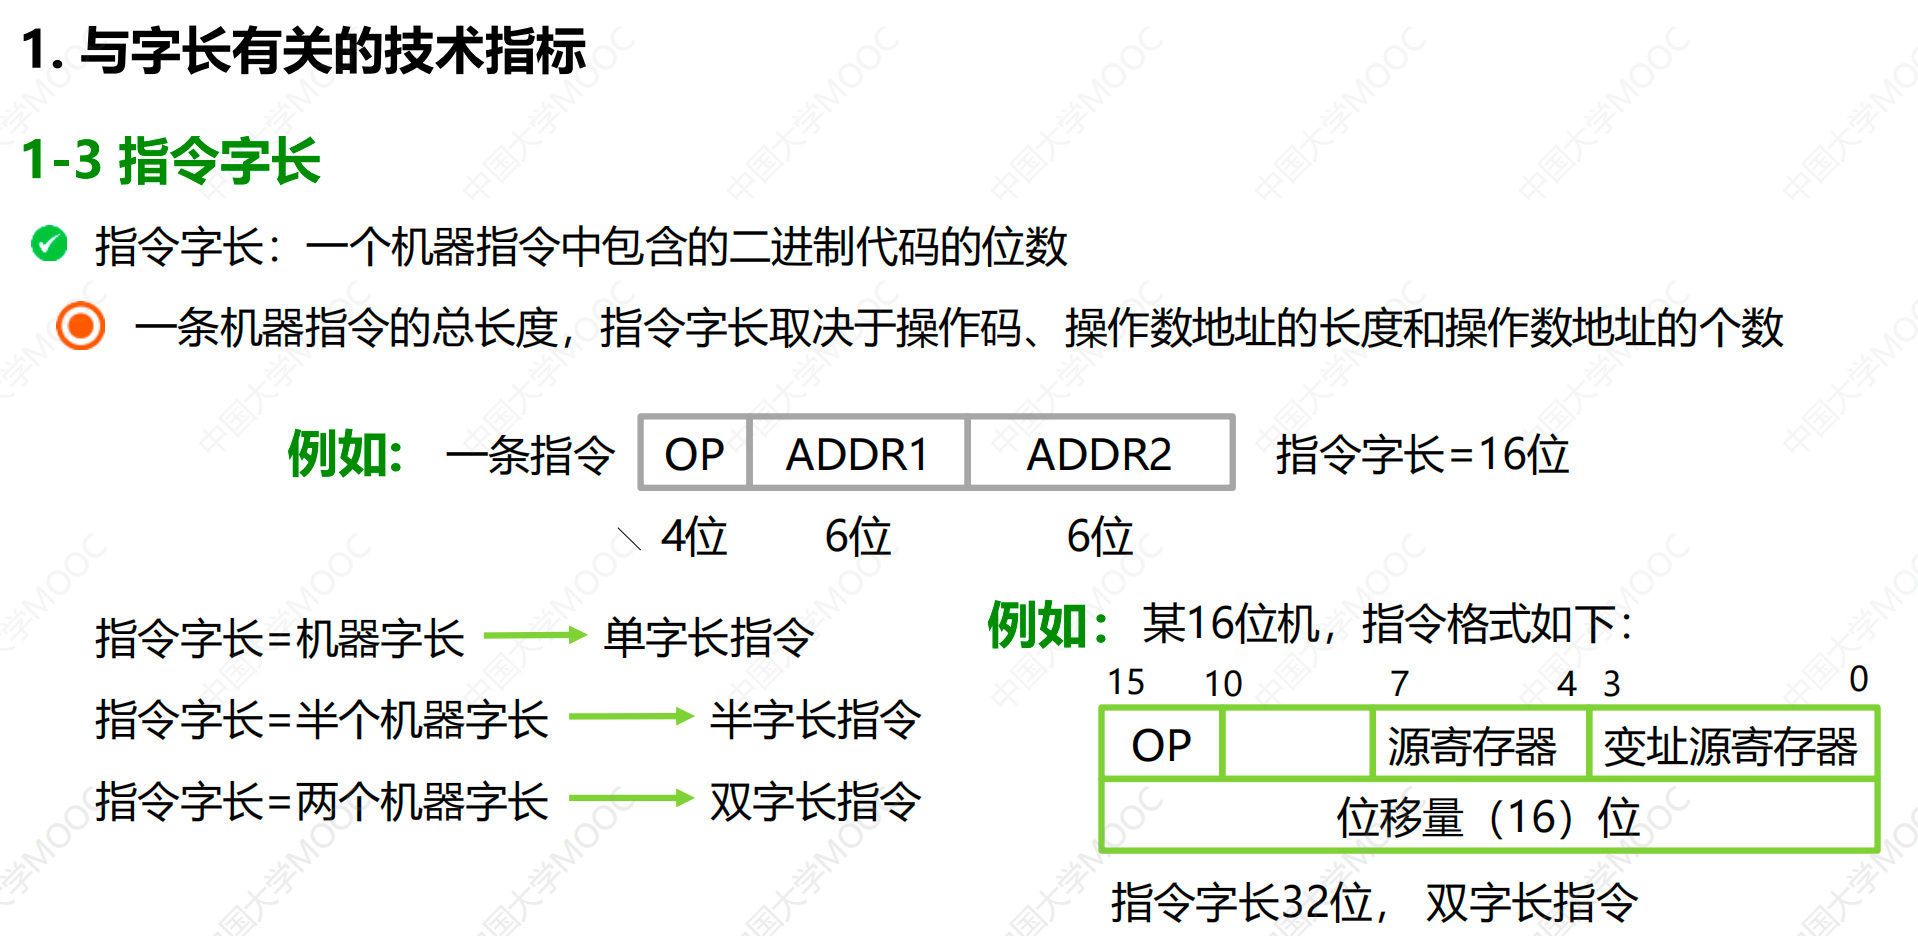 1. 与字长有关的技术指标
1-3 指令字长
指令字长：一个机器指令中包含的二进制代码的位数
一条机器指令的总长度，指令字长取决于操作码、操作数地址的长度和操作数地址的个数
例如： 一条指令 OP ADDR1 ADDR2 指令字长=16位
4位 6位 6位
指令字长=机器字长 单字长指令
指令字长=半个机器字长 半字长指令
指令字长=两个机器字长 双字长指令
例如： 某16位机，指令格式如下：
15 10 7 4 3 0
OP 源寄存器 变址源寄存器
位移量（16）位
指令字长32位， 双字长指令
中国大学MOOC